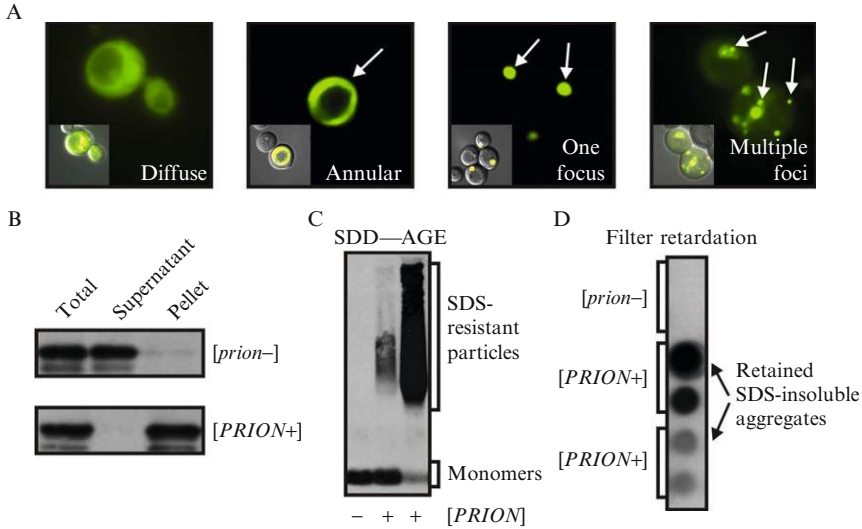 A
Diffuse
Annular
One
focus
Multiple
foci
B
Total
Supernatant
Pellet
[prion−]
[PRION+]
C
SDD—AGE
SDS-
resistant
particles
Monomers
− + + [PRION]
D
Filter retardation
[prion−]
[PRION+]
[PRION+]
Retained
SDS-insoluble
aggregates